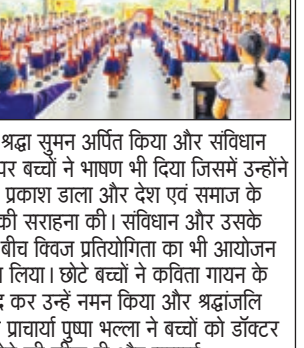 श्रद्धा सुमन अर्पित किया और संविधान
पर बच्चों ने भाषण भी दिया जिसमें उन्होंने
प्रकाश डाला और देश एवं समाज के
की सराहना की। संविधान और उसके
बीच क्विज प्रतियोगिता का भी आयोजन
लिया। छोटे बच्चों ने कविता गायन के
कर उन्हें नमन किया और श्रद्धांजलि
प्राचार्या पुष्पा भल्ला ने बच्चों को डॉक्टर